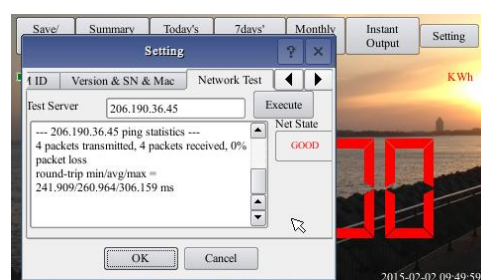 Save/ Summary Today's 7days' Monthly Instant
Output Setting
Setting
ID Version & SN & Mac Network Test
KWh
Test Server 206.190.36.45 Execute
Net State
GOOD
--- 206.190.36.45 ping statistics ---
4 packets transmitted, 4 packets received, 0%
packet loss
round-trip min/avg/max =
241.909/260.964/306.159 ms
OK Cancel
2015-02-02 09:49:59